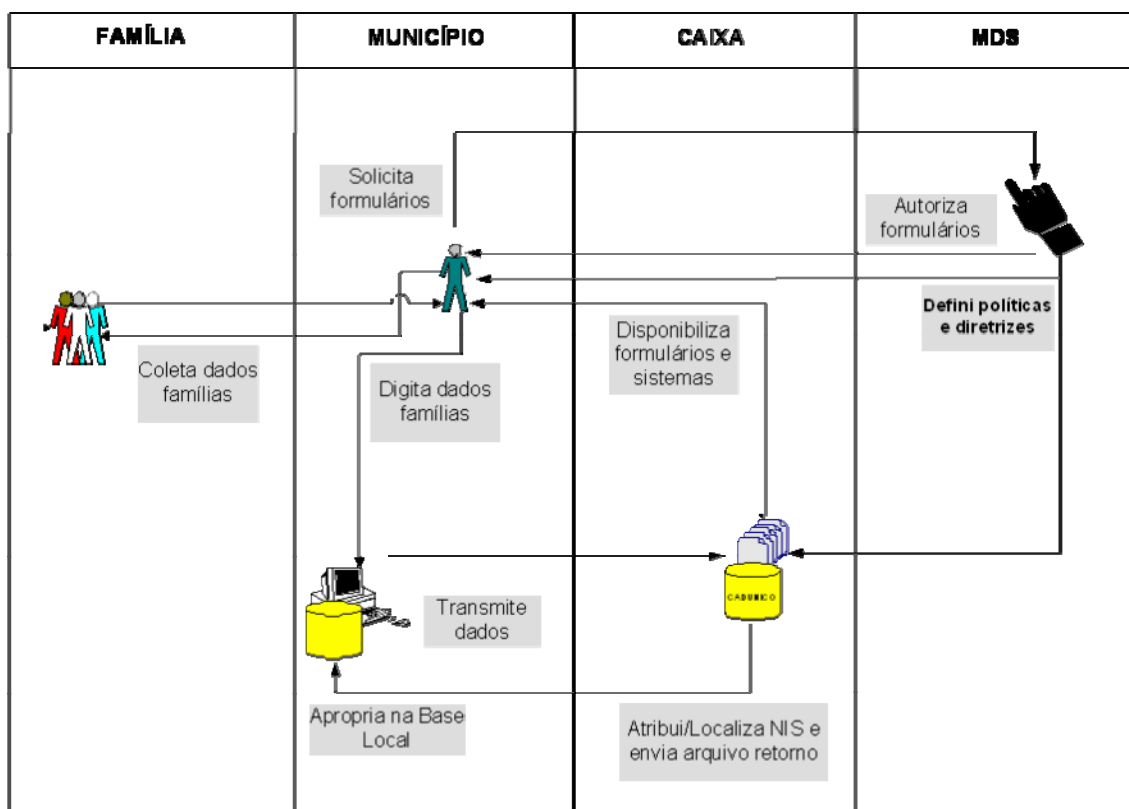 FAMÍLIA
MUNICÍPIO
CAIXA
MDS
Solicita
formulários
Autoriza
formulários
Defini políticas
e diretrizes
Disponibiliza
formulários e
sistemas
Coleta dados
famílias
Digita dados
famílias
CADUNICO
Transmite
dados
Apropria na Base
Local
Atribui/Localiza NIS e
envia arquivo retorno